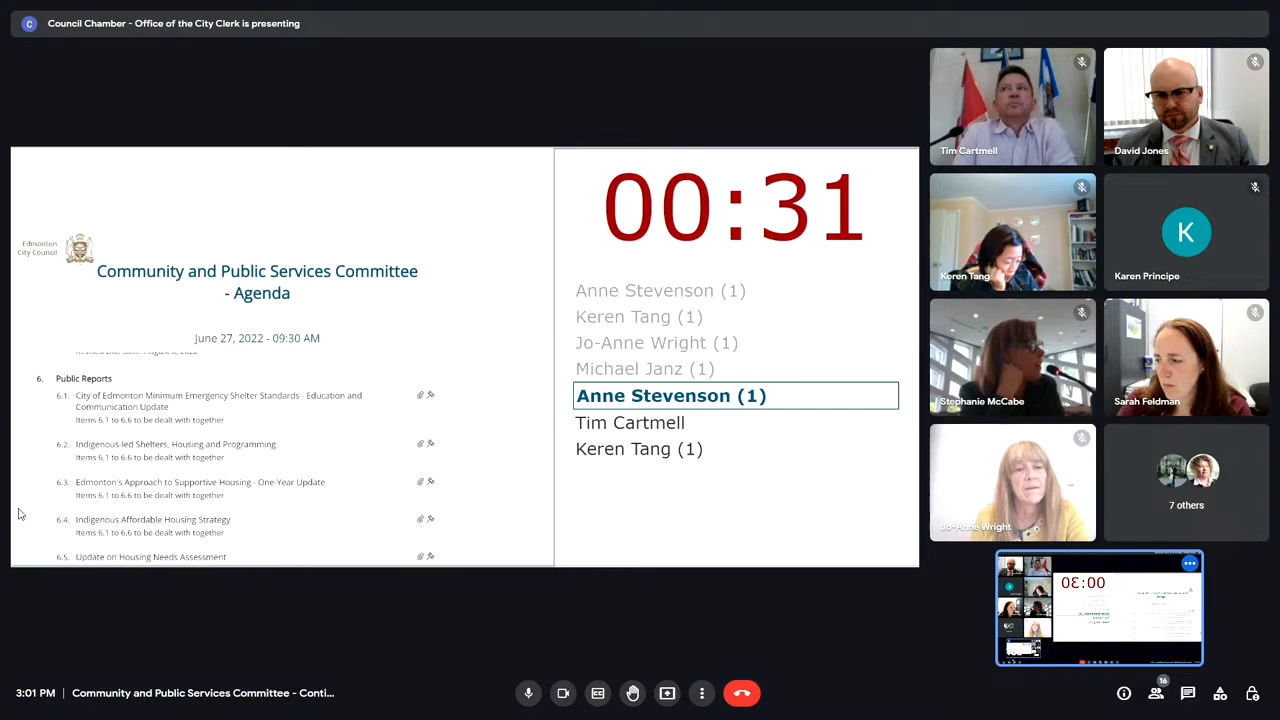 C Council Chamber - Office of the City Clerk is presenting
Edmonton
City Council
Community and Public Services Committee
- Agenda
June 27, 2022 - 09:30 AM
6. Public Reports
6.1. City of Edmonton Minimum Emergency Shelter Standards - Education and
Communication Update
Items 6.1 to 6.6 to be dealt with together
6.2. Indigenous-led Shelters, Housing and Programming
Items 6.1 to 6.6 to be dealt with together
6.3. Edmonton's Approach to Supportive Housing - One-Year Update
Items 6.1 to 6.6 to be dealt with together
6.4. Indigenous Affordable Housing Strategy
Items 6.1 to 6.6 to be dealt with together
6.5. Update on Housing Needs Assessment
00:31
Anne Stevenson (1)
Keren Tang (1)
Jo-Anne Wright (1)
Michael Janz (1)
Anne Stevenson (1)
Tim Cartmell
Keren Tang (1)
Tim Cartmell
David Jones
Keren Tang
K
Karen Principe
Stephanie McCabe
Sarah Feldman
Jo-Anne Wright
7 others
00:30
3:01 PM | Community and Public Services Committee - Conti...
16